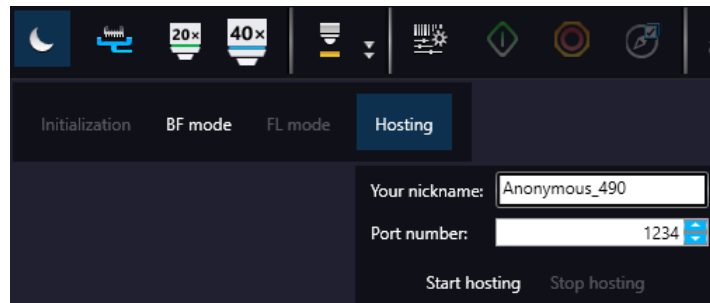 20× 40×
Initialization BF mode FL mode Hosting
Your nickname: Anonymous_490
Port number: 1234
Start hosting Stop hosting